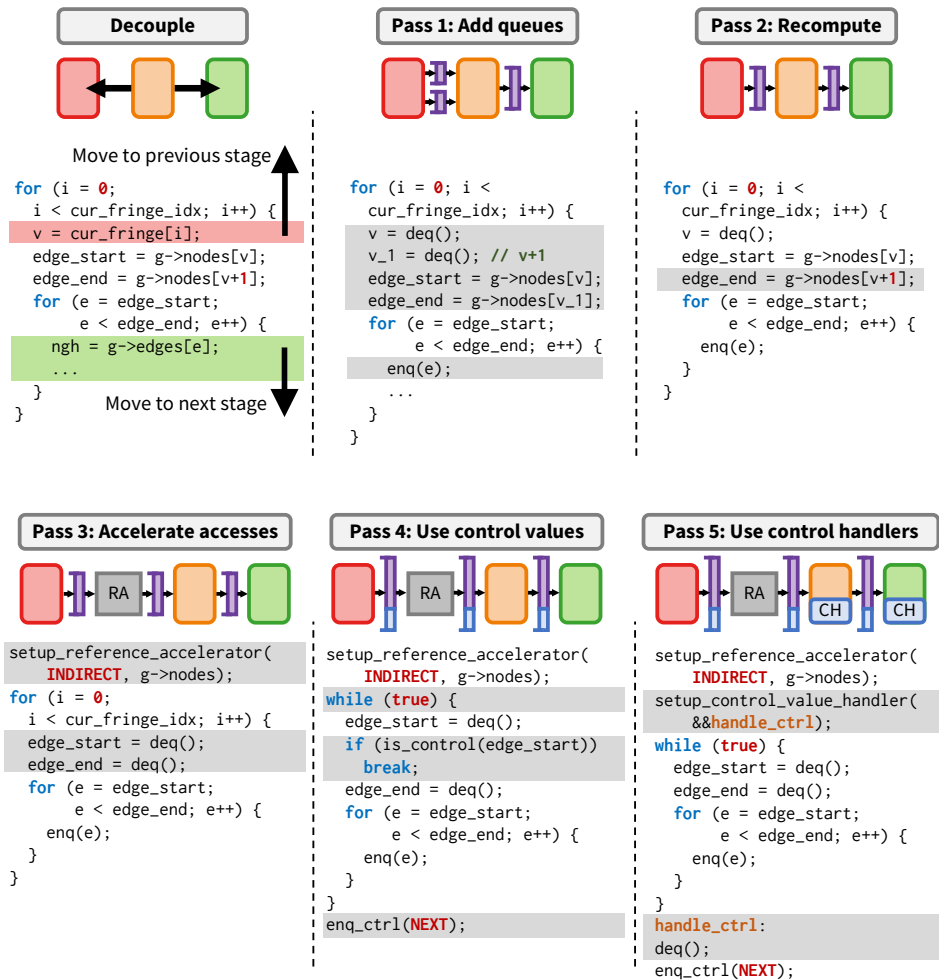 Decouple
Move to previous stage
for (i = 0;
i < cur_fringe_idx; i++) {
v = cur_fringe[i];
edge_start = g->nodes[v];
edge_end = g->nodes[v+1];
for (e = edge_start;
e < edge_end; e++) {
ngh = g->edges[e];
...
}
Move to next stage
}
Pass 1: Add queues
for (i = 0; i <
cur_fringe_idx; i++) {
v = deq();
v_1 = deq(); // v+1
edge_start = g->nodes[v];
edge_end = g->nodes[v_1];
for (e = edge_start;
e < edge_end; e++) {
enq(e);
...
}
}
Pass 2: Recompute
for (i = 0; i <
cur_fringe_idx; i++) {
v = deq();
edge_start = g->nodes[v];
edge_end = g->nodes[v+1];
for (e = edge_start;
e < edge_end; e++) {
enq(e);
}
}
Pass 3: Accelerate accesses
RA
setup_reference_accelerator(
INDIRECT, g->nodes);
for (i = 0;
i < cur_fringe_idx; i++) {
edge_start = deq();
edge_end = deq();
for (e = edge_start;
e < edge_end; e++) {
enq(e);
}
}
Pass 4: Use control values
RA
setup_reference_accelerator(
INDIRECT, g->nodes);
while (true) {
edge_start = deq();
if (is_control(edge_start))
break;
edge_end = deq();
for (e = edge_start;
e < edge_end; e++) {
enq(e);
}
}
enq_ctrl(NEXT);
Pass 5: Use control handlers
RA
CH
CH
setup_reference_accelerator(
INDIRECT, g->nodes);
setup_control_value_handler(
&&handle_ctrl);
while (true) {
edge_start = deq();
edge_end = deq();
for (e = edge_start;
e < edge_end; e++) {
enq(e);
}
}
handle_ctrl:
deq();
enq_ctrl(NEXT);